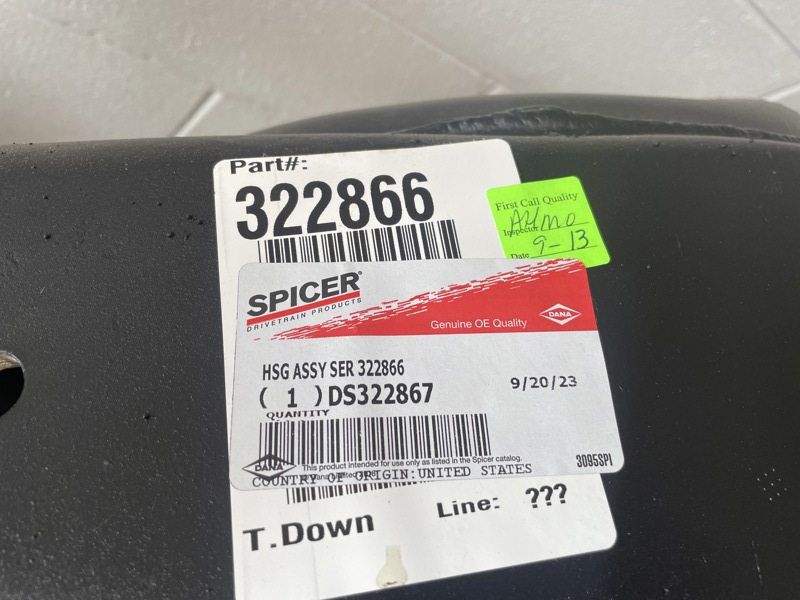 Part#:
322866
First Call Quality
Inspector
9-13
Date
SPICER®
DRIVETRAIN PRODUCTS
Genuine OE Quality
DANA
HSG ASSY SER 322866
( 1 ) DS322867
9/20/23
QUANTITY
DANA
This product intended for use only as listed in the Spicer catalog.
COUNTRY OF ORIGIN:UNITED STATES
3095SPI
T.Down
Line: ???